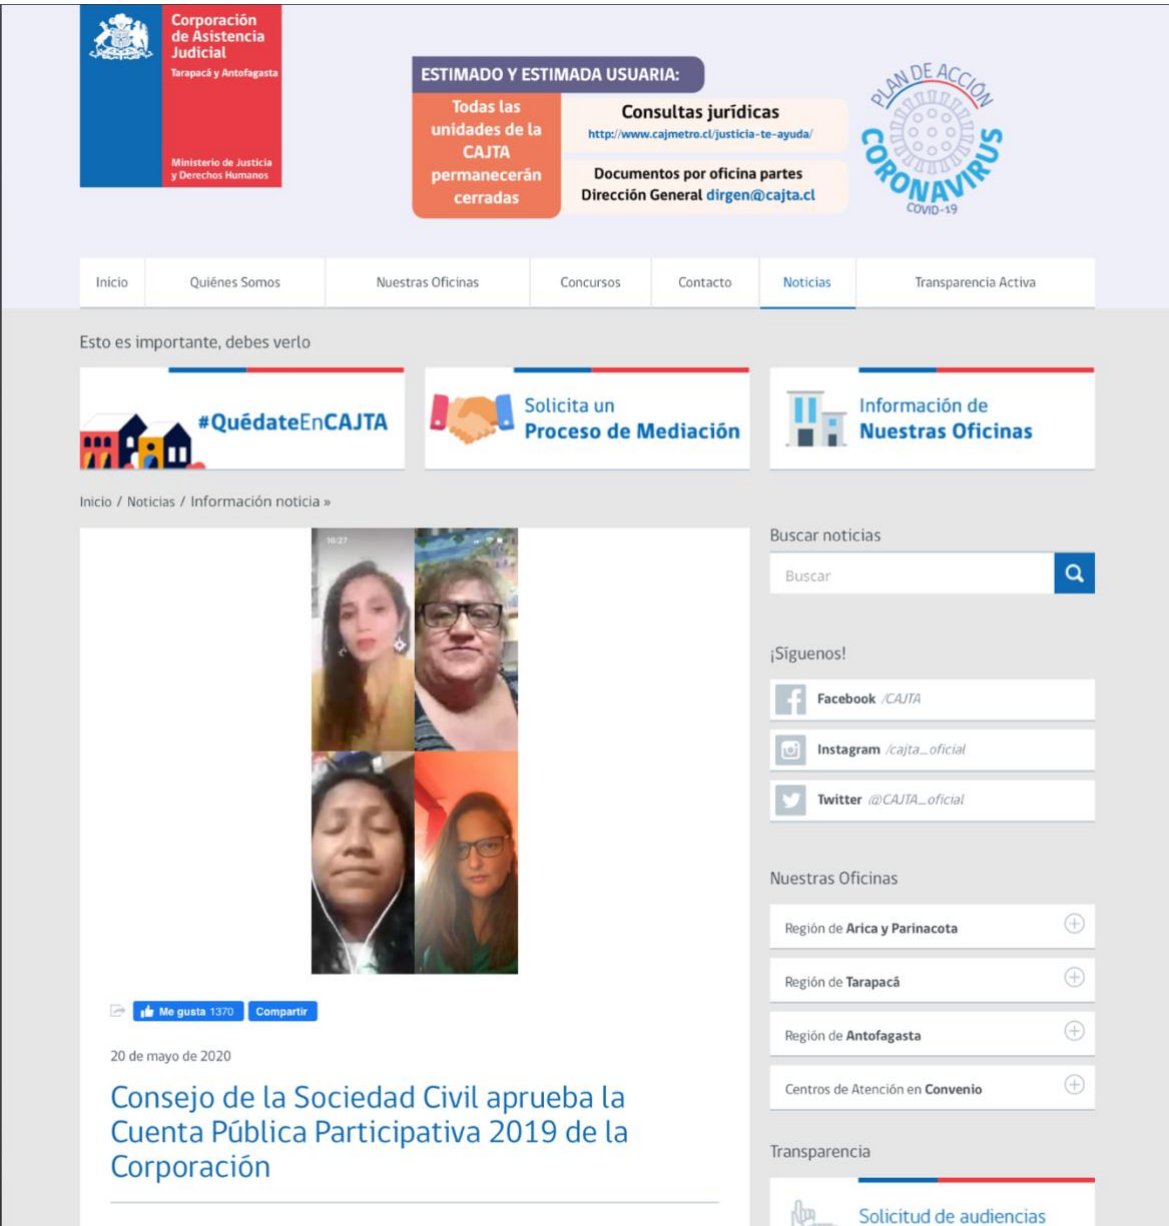 Corporación
de Asistencia
Judicial
Tarapacá y Antofagasta
Ministerio de Justicia
y Derechos Humanos
ESTIMADO Y ESTIMADA USUARIA:
Todas las
unidades de la
CAJTA
permanecerán
cerradas
Consultas jurídicas
http://www.cajmetro.cl/justicia-te-ayuda/
Documentos por oficina partes
Dirección General dirgen@cajta.cl
PLAN DE ACCIÓN
CORONAVIRUS
COVID-19
Inicio
Quiénes Somos
Nuestras Oficinas
Concursos
Contacto
Noticias
Transparencia Activa
Esto es importante, debes verlo
#QuédateEnCAJTA
Solicita un
Proceso de Mediación
Información de
Nuestras Oficinas
Inicio / Noticias / Información noticia »
16:27
Me gusta 1370
Compartir
20 de mayo de 2020
Consejo de la Sociedad Civil aprueba la
Cuenta Pública Participativa 2019 de la
Corporación
Buscar noticias
Buscar
¡Síguenos!
Facebook /CAJTA
Instagram /cajta_oficial
Twitter @CAJTA_oficial
Nuestras Oficinas
Región de Arica y Parinacota
Región de Tarapacá
Región de Antofagasta
Centros de Atención en Convenio
Transparencia
Solicitud de audiencias